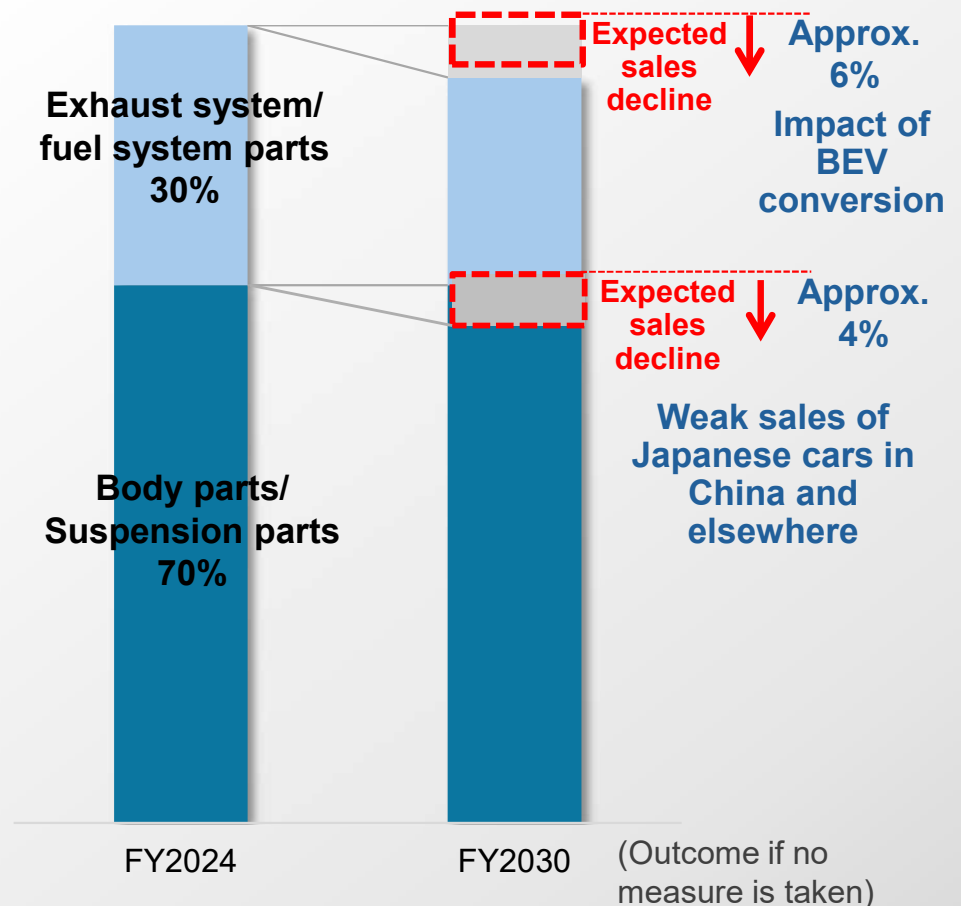 Exhaust system/
fuel system parts
30%
Body parts/
Suspension parts
70%
Expected
sales
decline
Approx.
6%
Impact of
BEV
conversion
Expected
sales
decline
Approx.
4%
Weak sales of
Japanese cars in
China and
elsewhere
FY2024
FY2030
(Outcome if no
measure is taken)